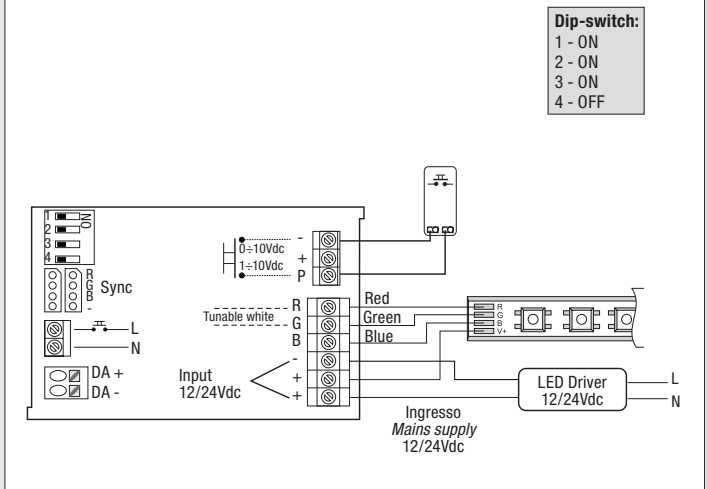 Dip-switch:
1 - ON
2 - ON
3 - ON
4 - OFF
1
2
3
4
ON
R
G
B
-
Sync
L
N
DA +
DA -
0÷10Vdc
1÷10Vdc
-
+
P
Tunable white
R
G
B
-
+
+
Input
12/24Vdc
Red
Green
Blue
R
G
B
V+
LED Driver
12/24Vdc
L
N
Ingresso
Mains supply
12/24Vdc